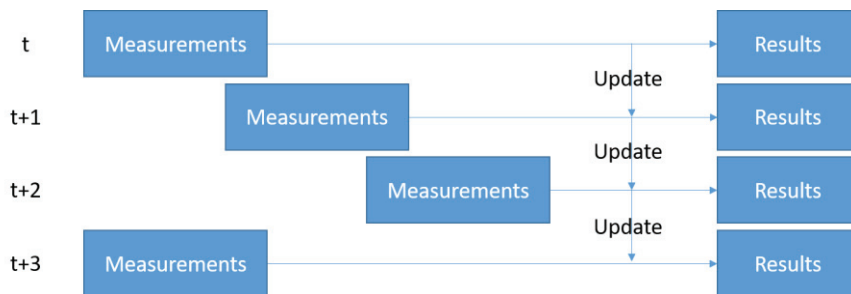 t Measurements Results
Update
t+1 Measurements Results
Update
t+2 Measurements Results
Update
t+3 Measurements Results